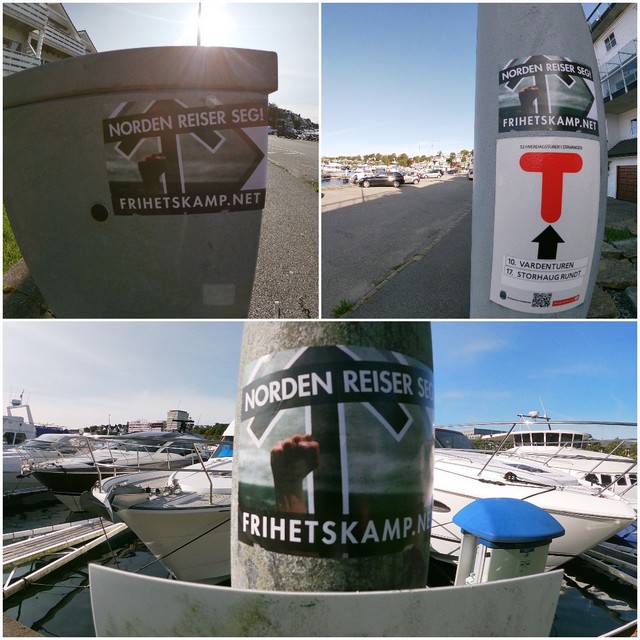 NORDEN REISER SEG!
FRIHETSKAMP.NET
NORDEN REISER SEG!
FRIHETSKAMP.NET
T
10. VARDENTUREN
17. STORHAUG RUNDT
NORDEN REISER SEG
FRIHETSKAMP.N